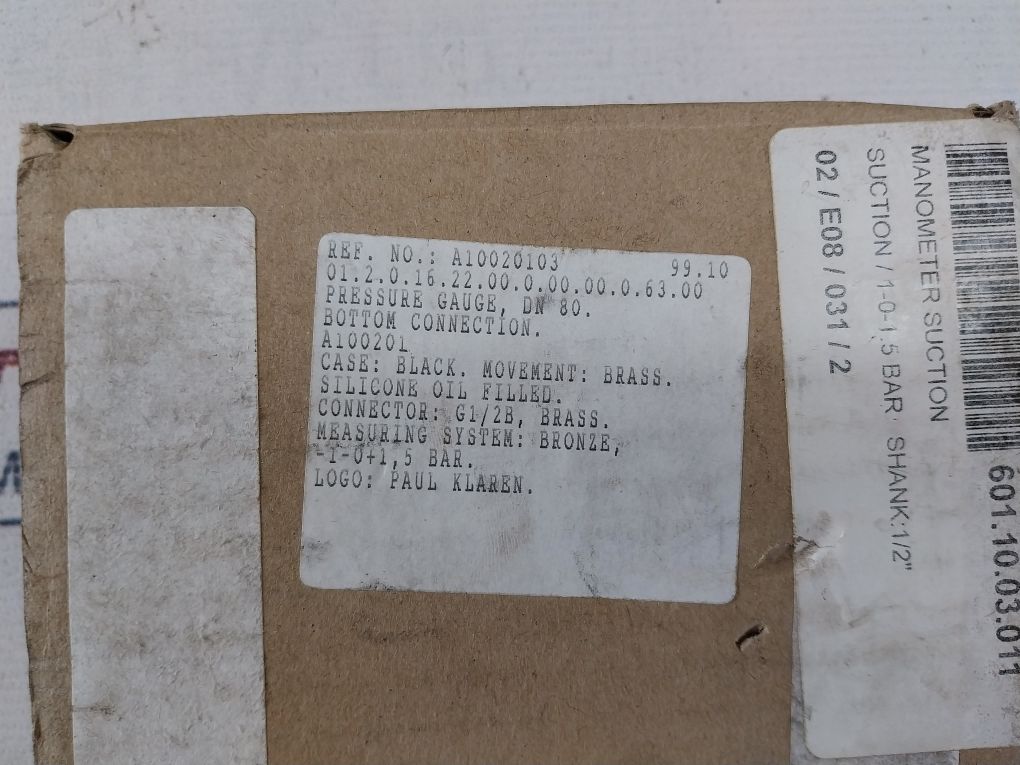 REF. NO.: A10020103 99.10
01.2.0.16.22.00.0.00.00.0.63.00
PRESSURE GAUGE, DN 80.
BOTTOM CONNECTION.
A100201
CASE: BLACK. MOVEMENT: BRASS.
SILICONE OIL FILLED.
CONNECTOR: G1/2B, BRASS.
MEASURING SYSTEM: BRONZE,
-1-0+1,5 BAR.
LOGO: PAUL KLAREN.
601.10.03.011
MANOMETER SUCTION
"SUCTION / 1-0-1,5 BAR: SHANK:1/2"
02 / E08 / 031 / 2